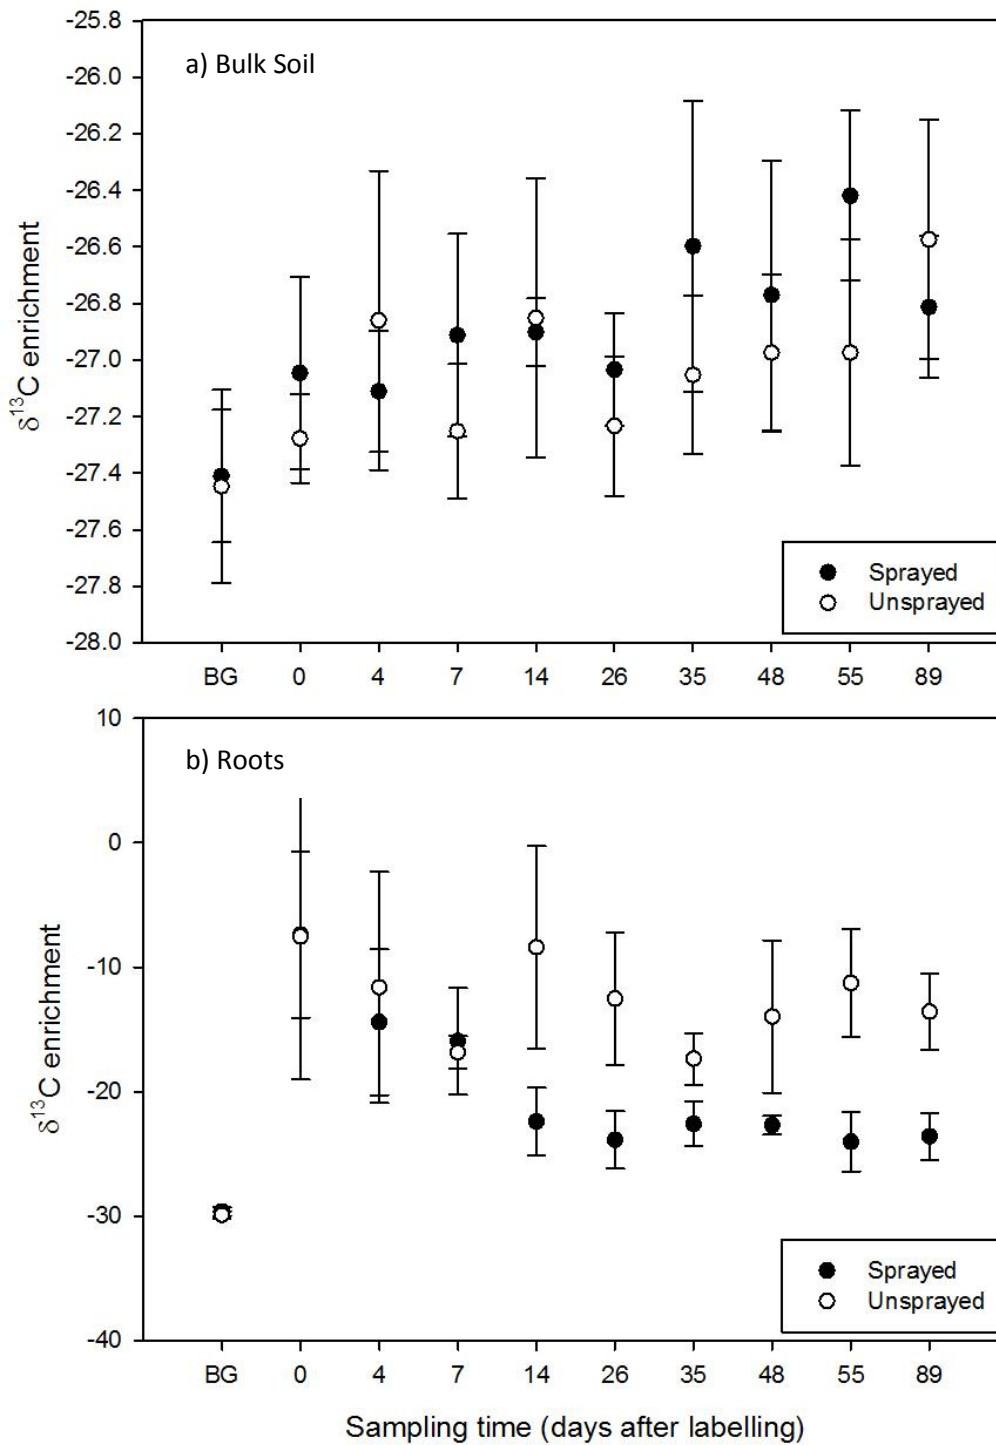 a) Bulk Soil
δ¹³C enrichment
-25.8
-26.0
-26.2
-26.4
-26.6
-26.8
-27.0
-27.2
-27.4
-27.6
-27.8
-28.0
Sprayed
Unsprayed
BG 0 4 7 14 26 35 48 55 89
b) Roots
δ¹³C enrichment
10
0
-10
-20
-30
-40
Sprayed
Unsprayed
BG 0 4 7 14 26 35 48 55 89
Sampling time (days after labelling)